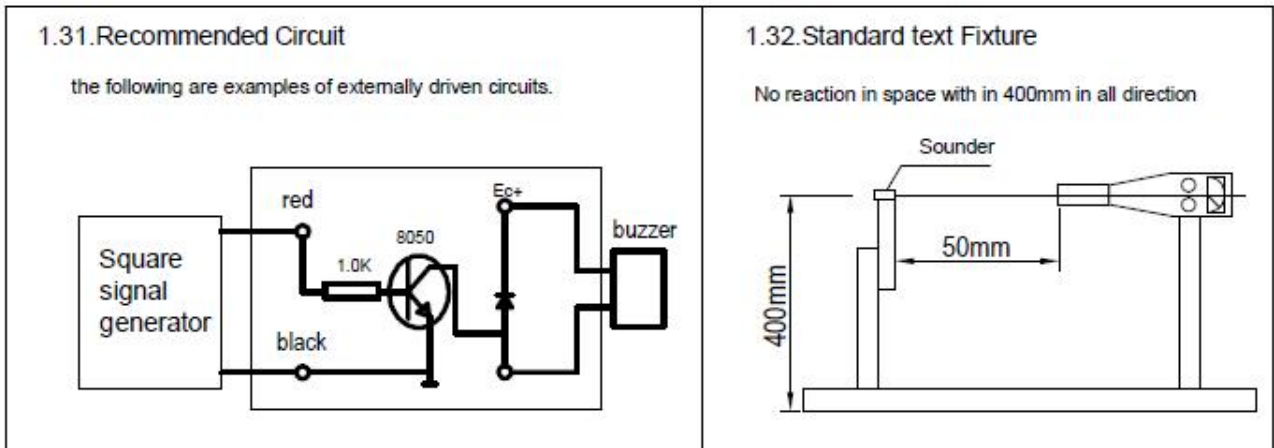 1.31.Recommended Circuit
the following are examples of externally driven circuits.
Square
signal
generator
red
black
1.0K
8050
Ec+
buzzer
1.32.Standard text Fixture
No reaction in space with in 400mm in all direction
Sounder
50mm
400mm